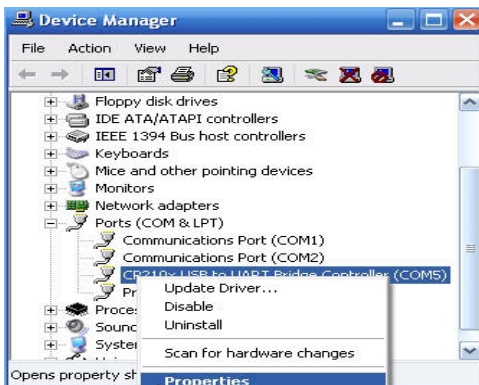 Device Manager
File Action View Help
Floppy disk drives
IDE ATA/ATAPI controllers
IEEE 1394 Bus host controllers
Keyboards
Mice and other pointing devices
Monitors
Network adapters
Ports (COM & LPT)
Communications Port (COM1)
Communications Port (COM2)
CP210x USB to UART Bridge Controller (COM5)
Update Driver...
Disable
Uninstall
Scan for hardware changes
Properties
Opens property